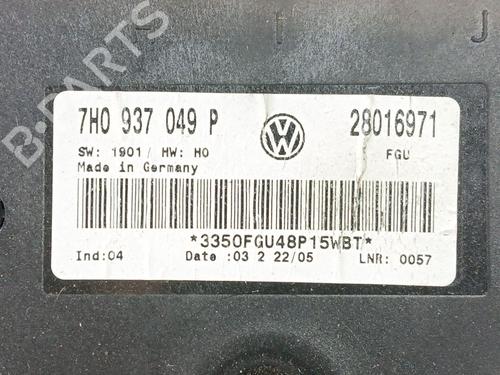 B-PARTS
7H0 937 049 P
28016971
SW: 1901/ HW: H0
FGU
Made in Germany
*3350FGU48P15WBT*
Ind:04
Date :03 2 22/05
LNR: 0057